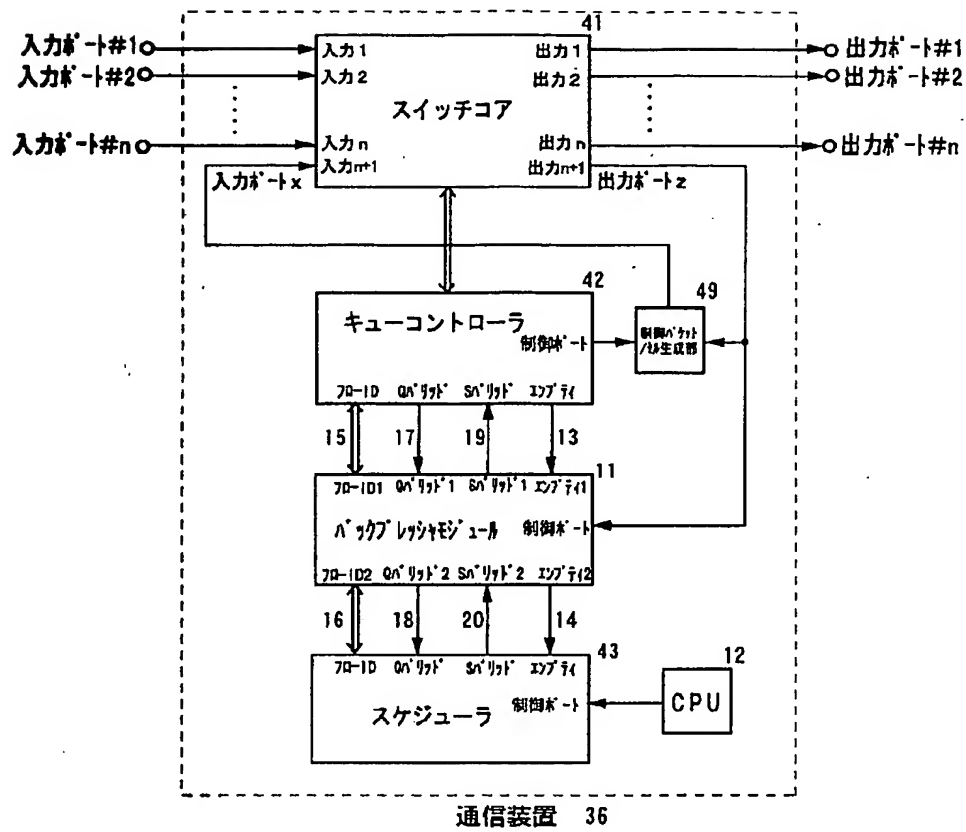 41
入力ポート#1
入力ポート#2
入力ポート#n
入力1
入力2
入力n
入力n+1
スイッチコア
出力1
出力2
出力n
出力n+1
出力ポート#1
出力ポート#2
出力ポート#n
入力ポートx
出力ポートz
42
49
キューコントローラ
制御ポート
制御パケット
/セル生成部
フローID Qバリッド Sバリッド エンプティ
15 17 19 13
11
フローID1 Qバリッド1 Sバリッド1 エンプティ1
バックプレッシャモジュール 制御ポート
フローID2 Qバリッド2 Sバリッド2 エンプティ2
16 18 20 14
43
12
フローID Qバリッド Sバリッド エンプティ
制御ポート
CPU
スケジューラ
通信装置 36